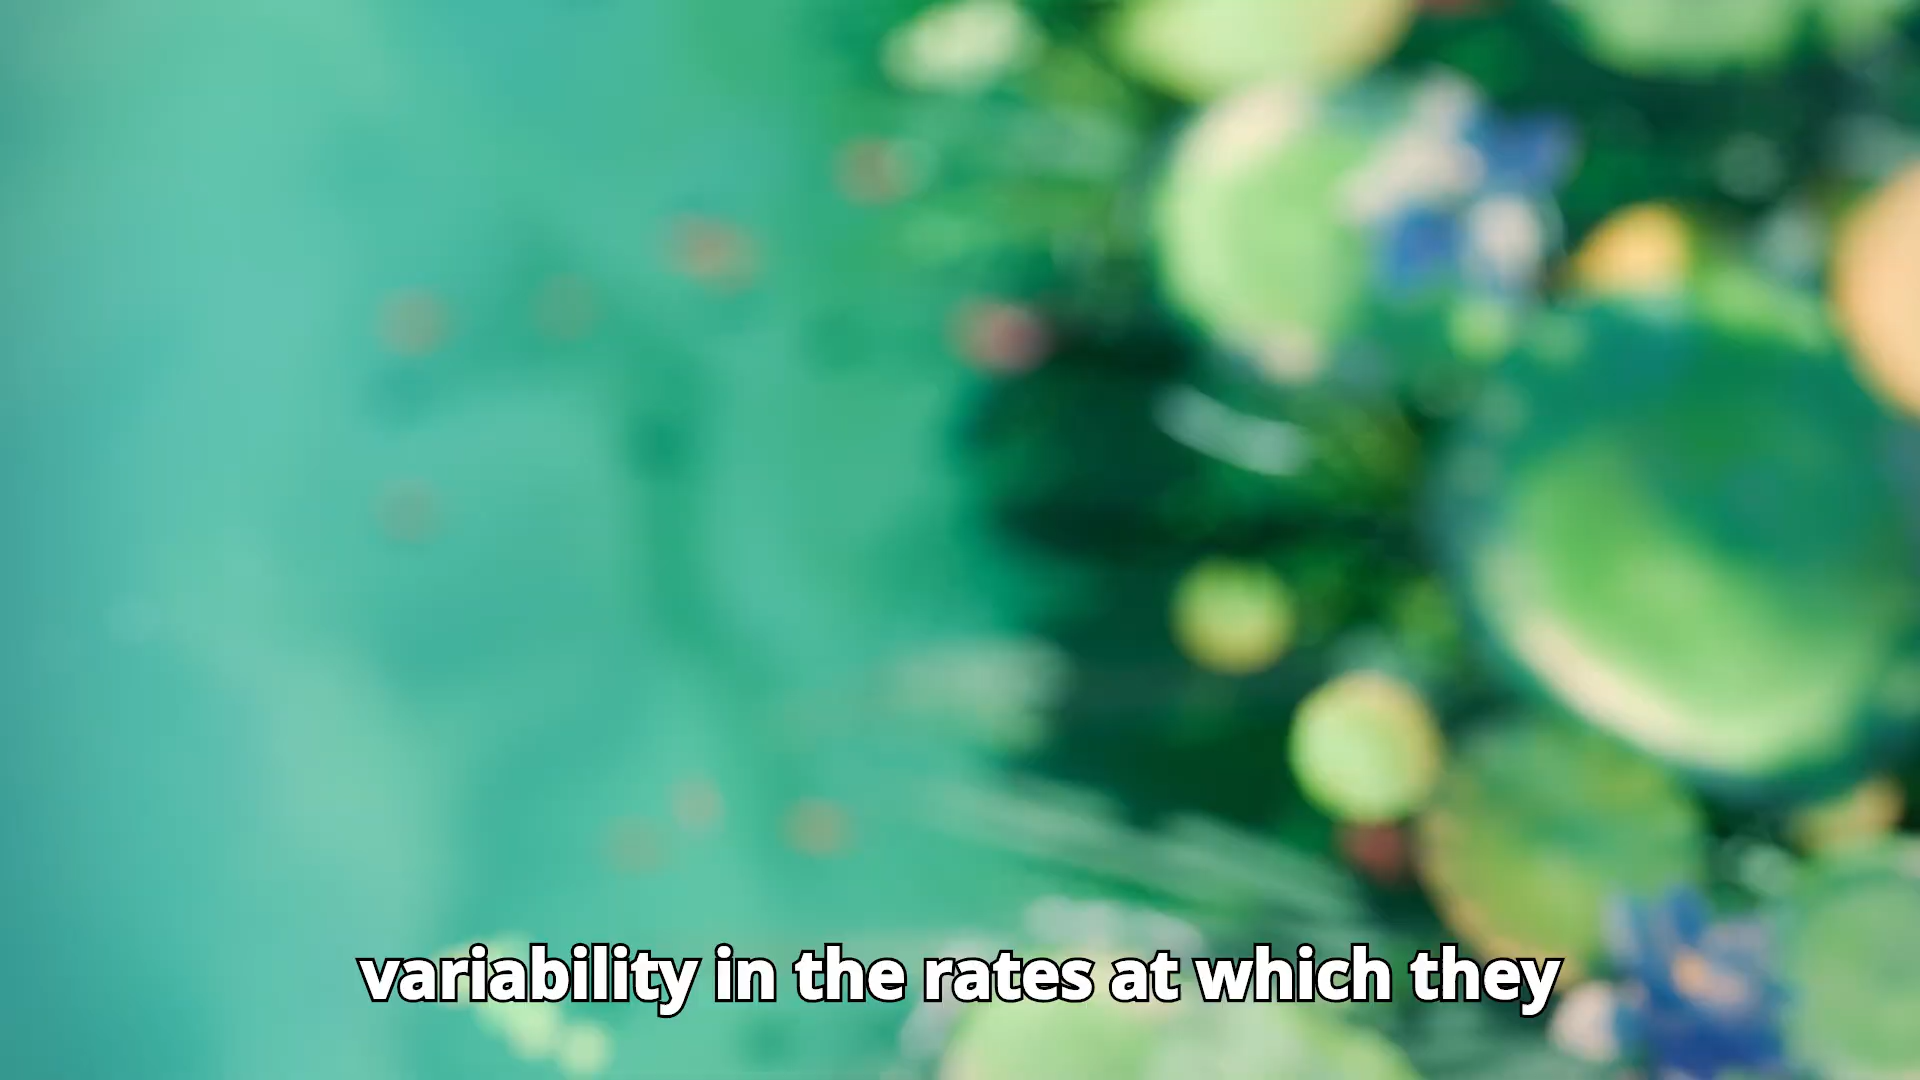 variability in the rates at which they